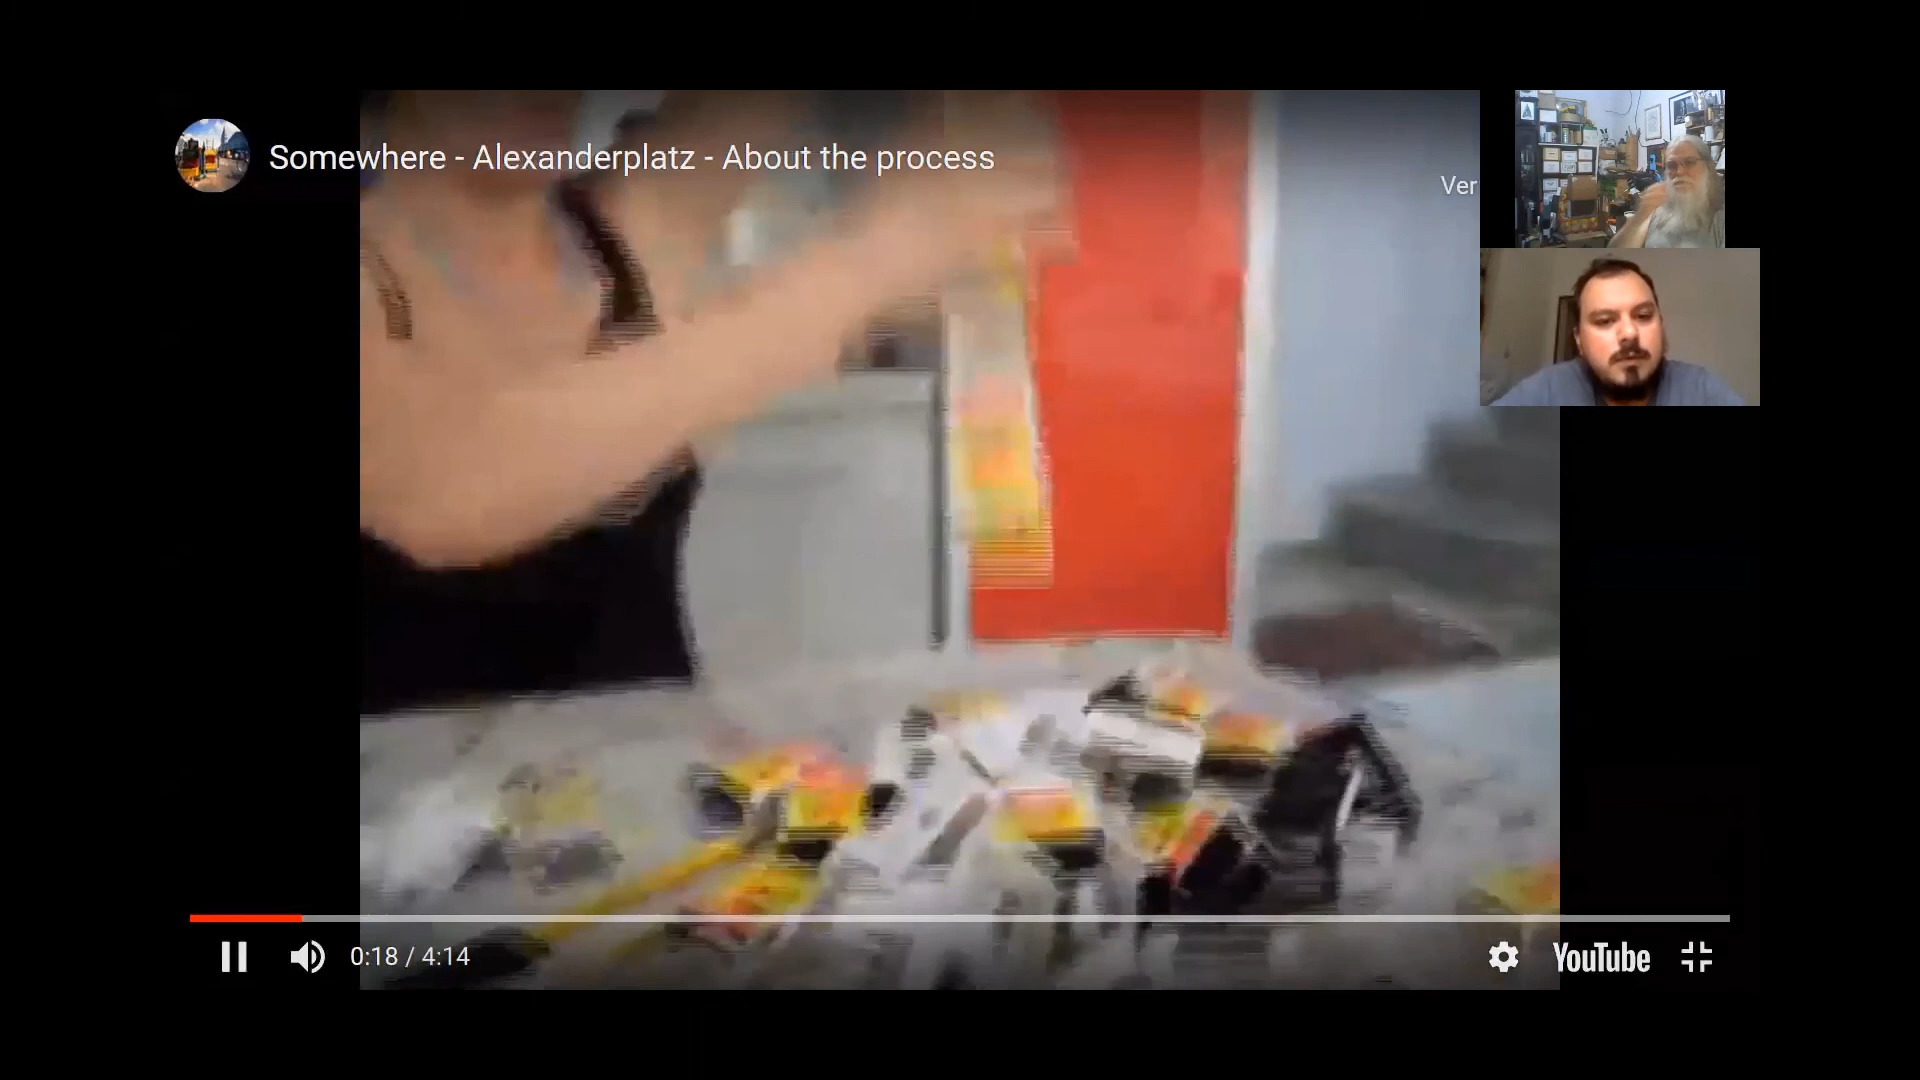 Somewhere - Alexanderplatz - About the process
Ver
0:18 / 4:14
YouTube